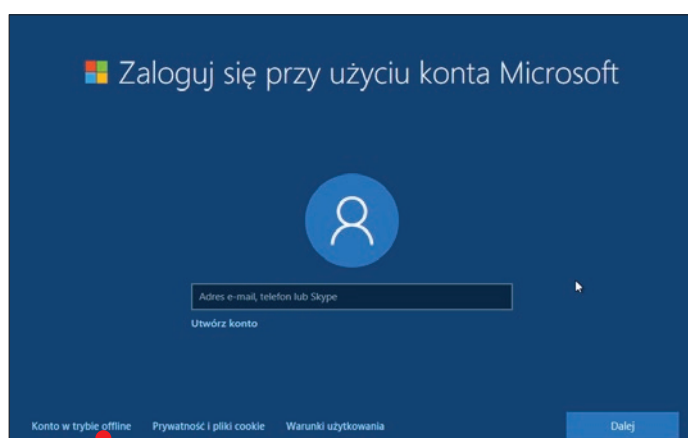 Zaloguj się przy użyciu konta Microsoft
Adres e-mail, telefon lub Skype
Utwórz konto
Konto w trybie offline
Prywatność i pliki cookie
Warunki użytkowania
Dalej